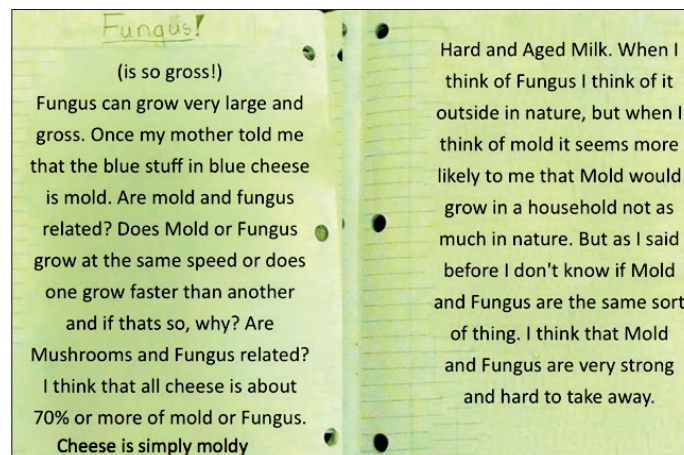 Fungus!
(is so gross!)
Fungus can grow very large and
gross. Once my mother told me
that the blue stuff in blue cheese
is mold. Are mold and fungus
related? Does Mold or Fungus
grow at the same speed or does
one grow faster than another
and if thats so, why? Are
Mushrooms and Fungus related?
I think that all cheese is about
70% or more of mold or Fungus.
Cheese is simply moldy
Hard and Aged Milk. When I
think of Fungus I think of it
outside in nature, but when I
think of mold it seems more
likely to me that Mold would
grow in a household not as
much in nature. But as I said
before I don't know if Mold
and Fungus are the same sort
of thing. I think that Mold
and Fungus are very strong
and hard to take away.